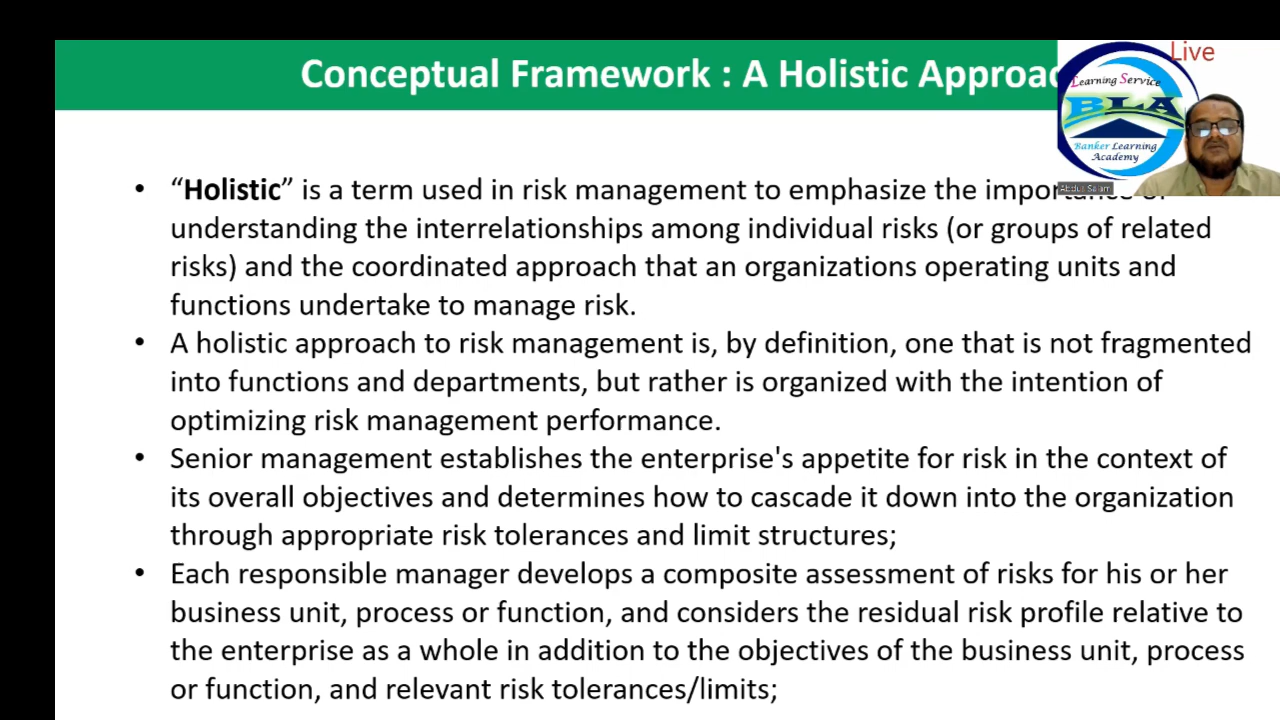 Conceptual Framework : A Holistic Approac
Live
Learning Service
BLA
Banker Learning
Academy
Abdul Salam
• “Holistic” is a term used in risk management to emphasize the importance of
understanding the interrelationships among individual risks (or groups of related
risks) and the coordinated approach that an organizations operating units and
functions undertake to manage risk.
• A holistic approach to risk management is, by definition, one that is not fragmented
into functions and departments, but rather is organized with the intention of
optimizing risk management performance.
• Senior management establishes the enterprise's appetite for risk in the context of
its overall objectives and determines how to cascade it down into the organization
through appropriate risk tolerances and limit structures;
• Each responsible manager develops a composite assessment of risks for his or her
business unit, process or function, and considers the residual risk profile relative to
the enterprise as a whole in addition to the objectives of the business unit, process
or function, and relevant risk tolerances/limits;